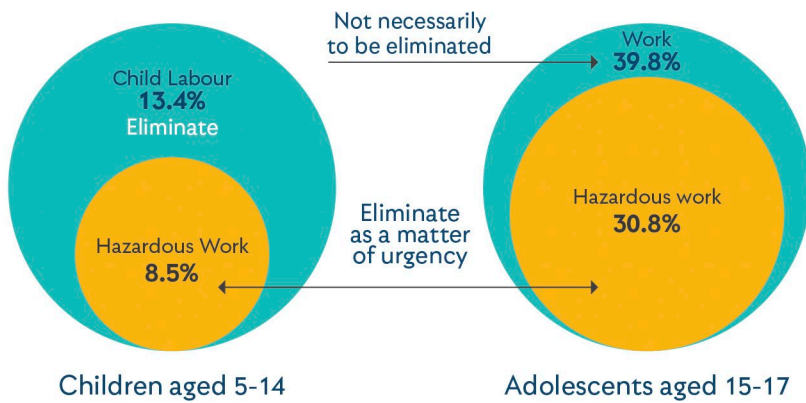 Not necessarily
to be eliminated
Child Labour
13.4%
Eliminate
Work
39.8%
Hazardous Work
8.5%
Eliminate
as a matter
of urgency
Hazardous work
30.8%
Children aged 5-14
Adolescents aged 15-17